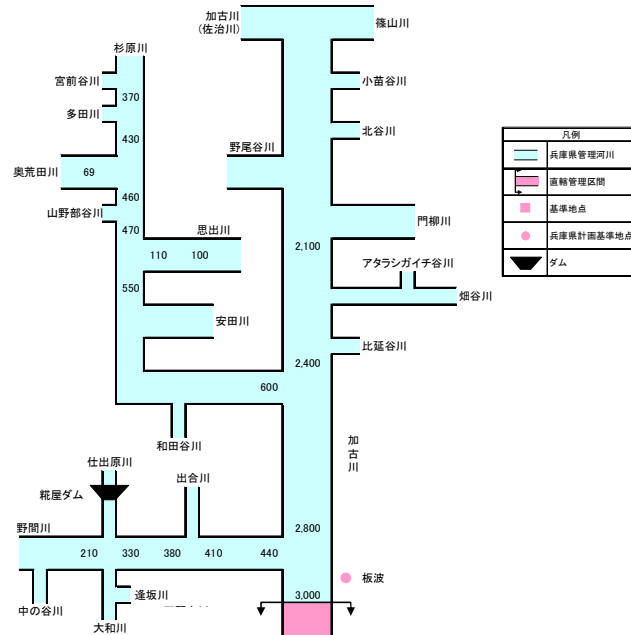 加古川
(佐治川)
篠山川
杉原川
宮前谷川
370
小苗谷川
多田川
430
北谷川
野尾谷川
奥荒田川
69
460
山野部谷川
470
思出川
門柳川
110
100
2,100
アタラシガイチ谷川
550
畑谷川
安田川
比延谷川
2,400
600
和田谷川
加古川
仕出原川
出合川
糀屋ダム
野間川
2,800
210
330
380
410
440
板波
逢坂川
3,000
中の谷川
大和川
凡例
兵庫県管理河川
直轄管理区間
基準地点
兵庫県計画基準地点
ダム